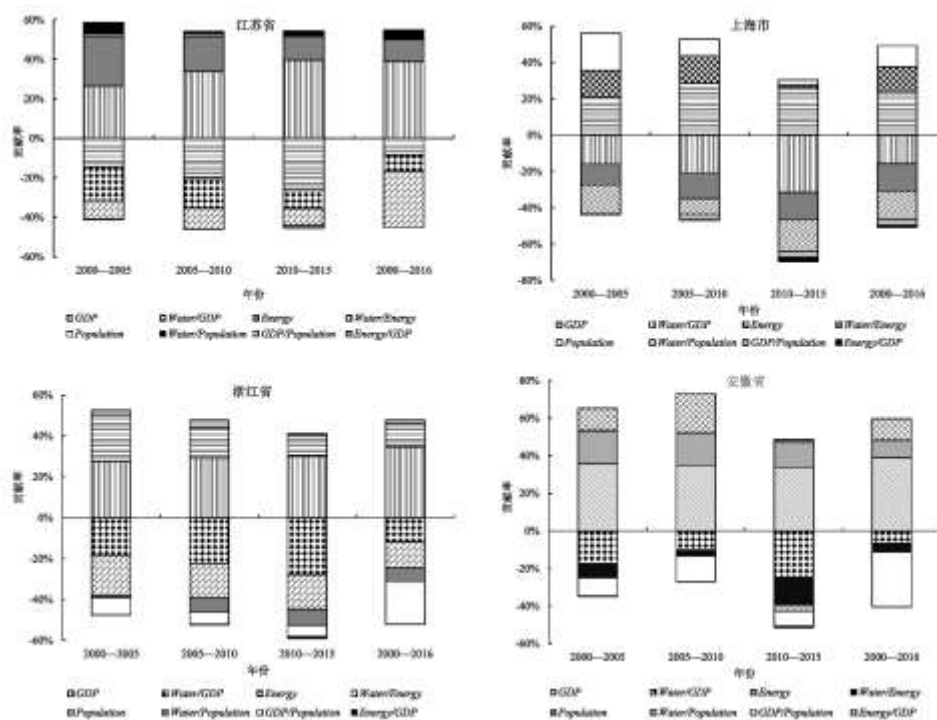 江苏省
60%
40%
20%
0%
-20%
-40%
-60%
贡献率
2000—2005 2005—2010 2010—2015 2000—2016
年份
GDP Water/GDP Energy Water/Energy
Population Water/Population GDP/Population Energy/GDP
上海市
60%
40%
20%
0%
-20%
-40%
-60%
-80%
贡献率
2000—2005 2005—2010 2010—2015 2000—2016
年份
GDP Water/GDP Energy Water/Energy
Population Water/Population GDP/Population Energy/GDP
浙江省
60%
40%
20%
0%
-20%
-40%
-60%
贡献率
2000—2005 2005—2010 2010—2015 2000—2016
年份
GDP Water/GDP Energy Water/Energy
Population Water/Population GDP/Population Energy/GDP
安徽省
80%
60%
40%
20%
0%
-20%
-40%
-60%
贡献率
2000—2005 2005—2010 2010—2015 2000—2016
年份
GDP Water/GDP Energy Water/Energy
Population Water/Population GDP/Population Energy/GDP